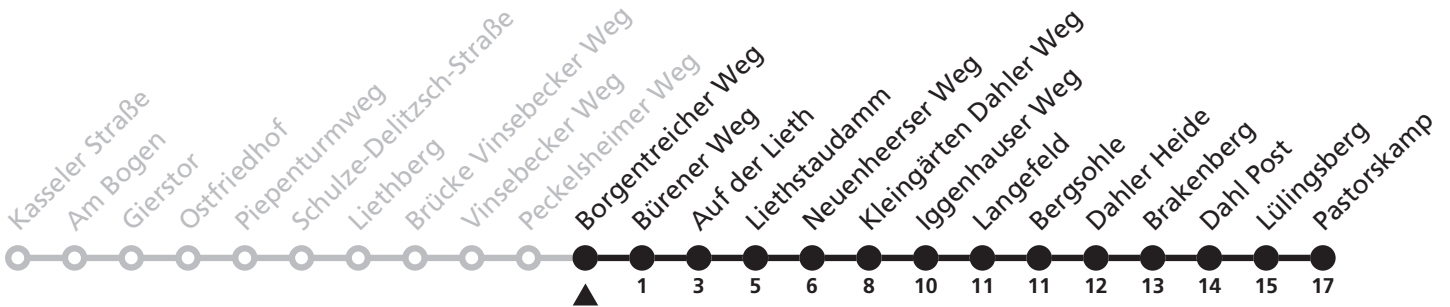 Kasseler Straße
Am Bogen
Gierstor
Ostfriedhof
Piepenturmweg
Schulze-Delitzsch-Straße
Liethberg
Brücke Vinsebecker Weg
Vinsebecker Weg
Peckelsheimer Weg
Borgentreicher Weg
Bürener Weg
Auf der Lieth
Liethstaudamm
Neuenheerser Weg
Kleingärten Dahler Weg
Iggenhauser Weg
Langefeld
Bergsohle
Dahler Heide
Brakenberg
Dahl Post
Lüllingsberg
Pastorskamp
1 3 5 6 8 10 11 11 12 13 14 15 17